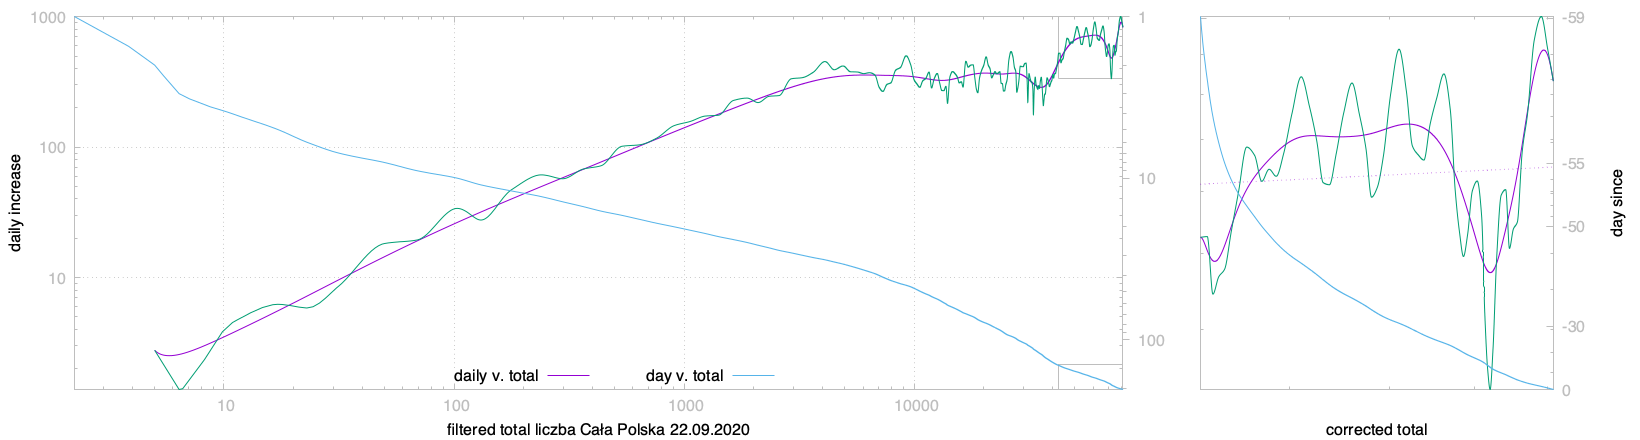 1000
100
10
daily increase
10
100
1000
10000
1
10
100
daily v. total
day v. total
filtered total liczba Cała Polska 22.09.2020
-59
-55
-50
-30
0
day since
corrected total